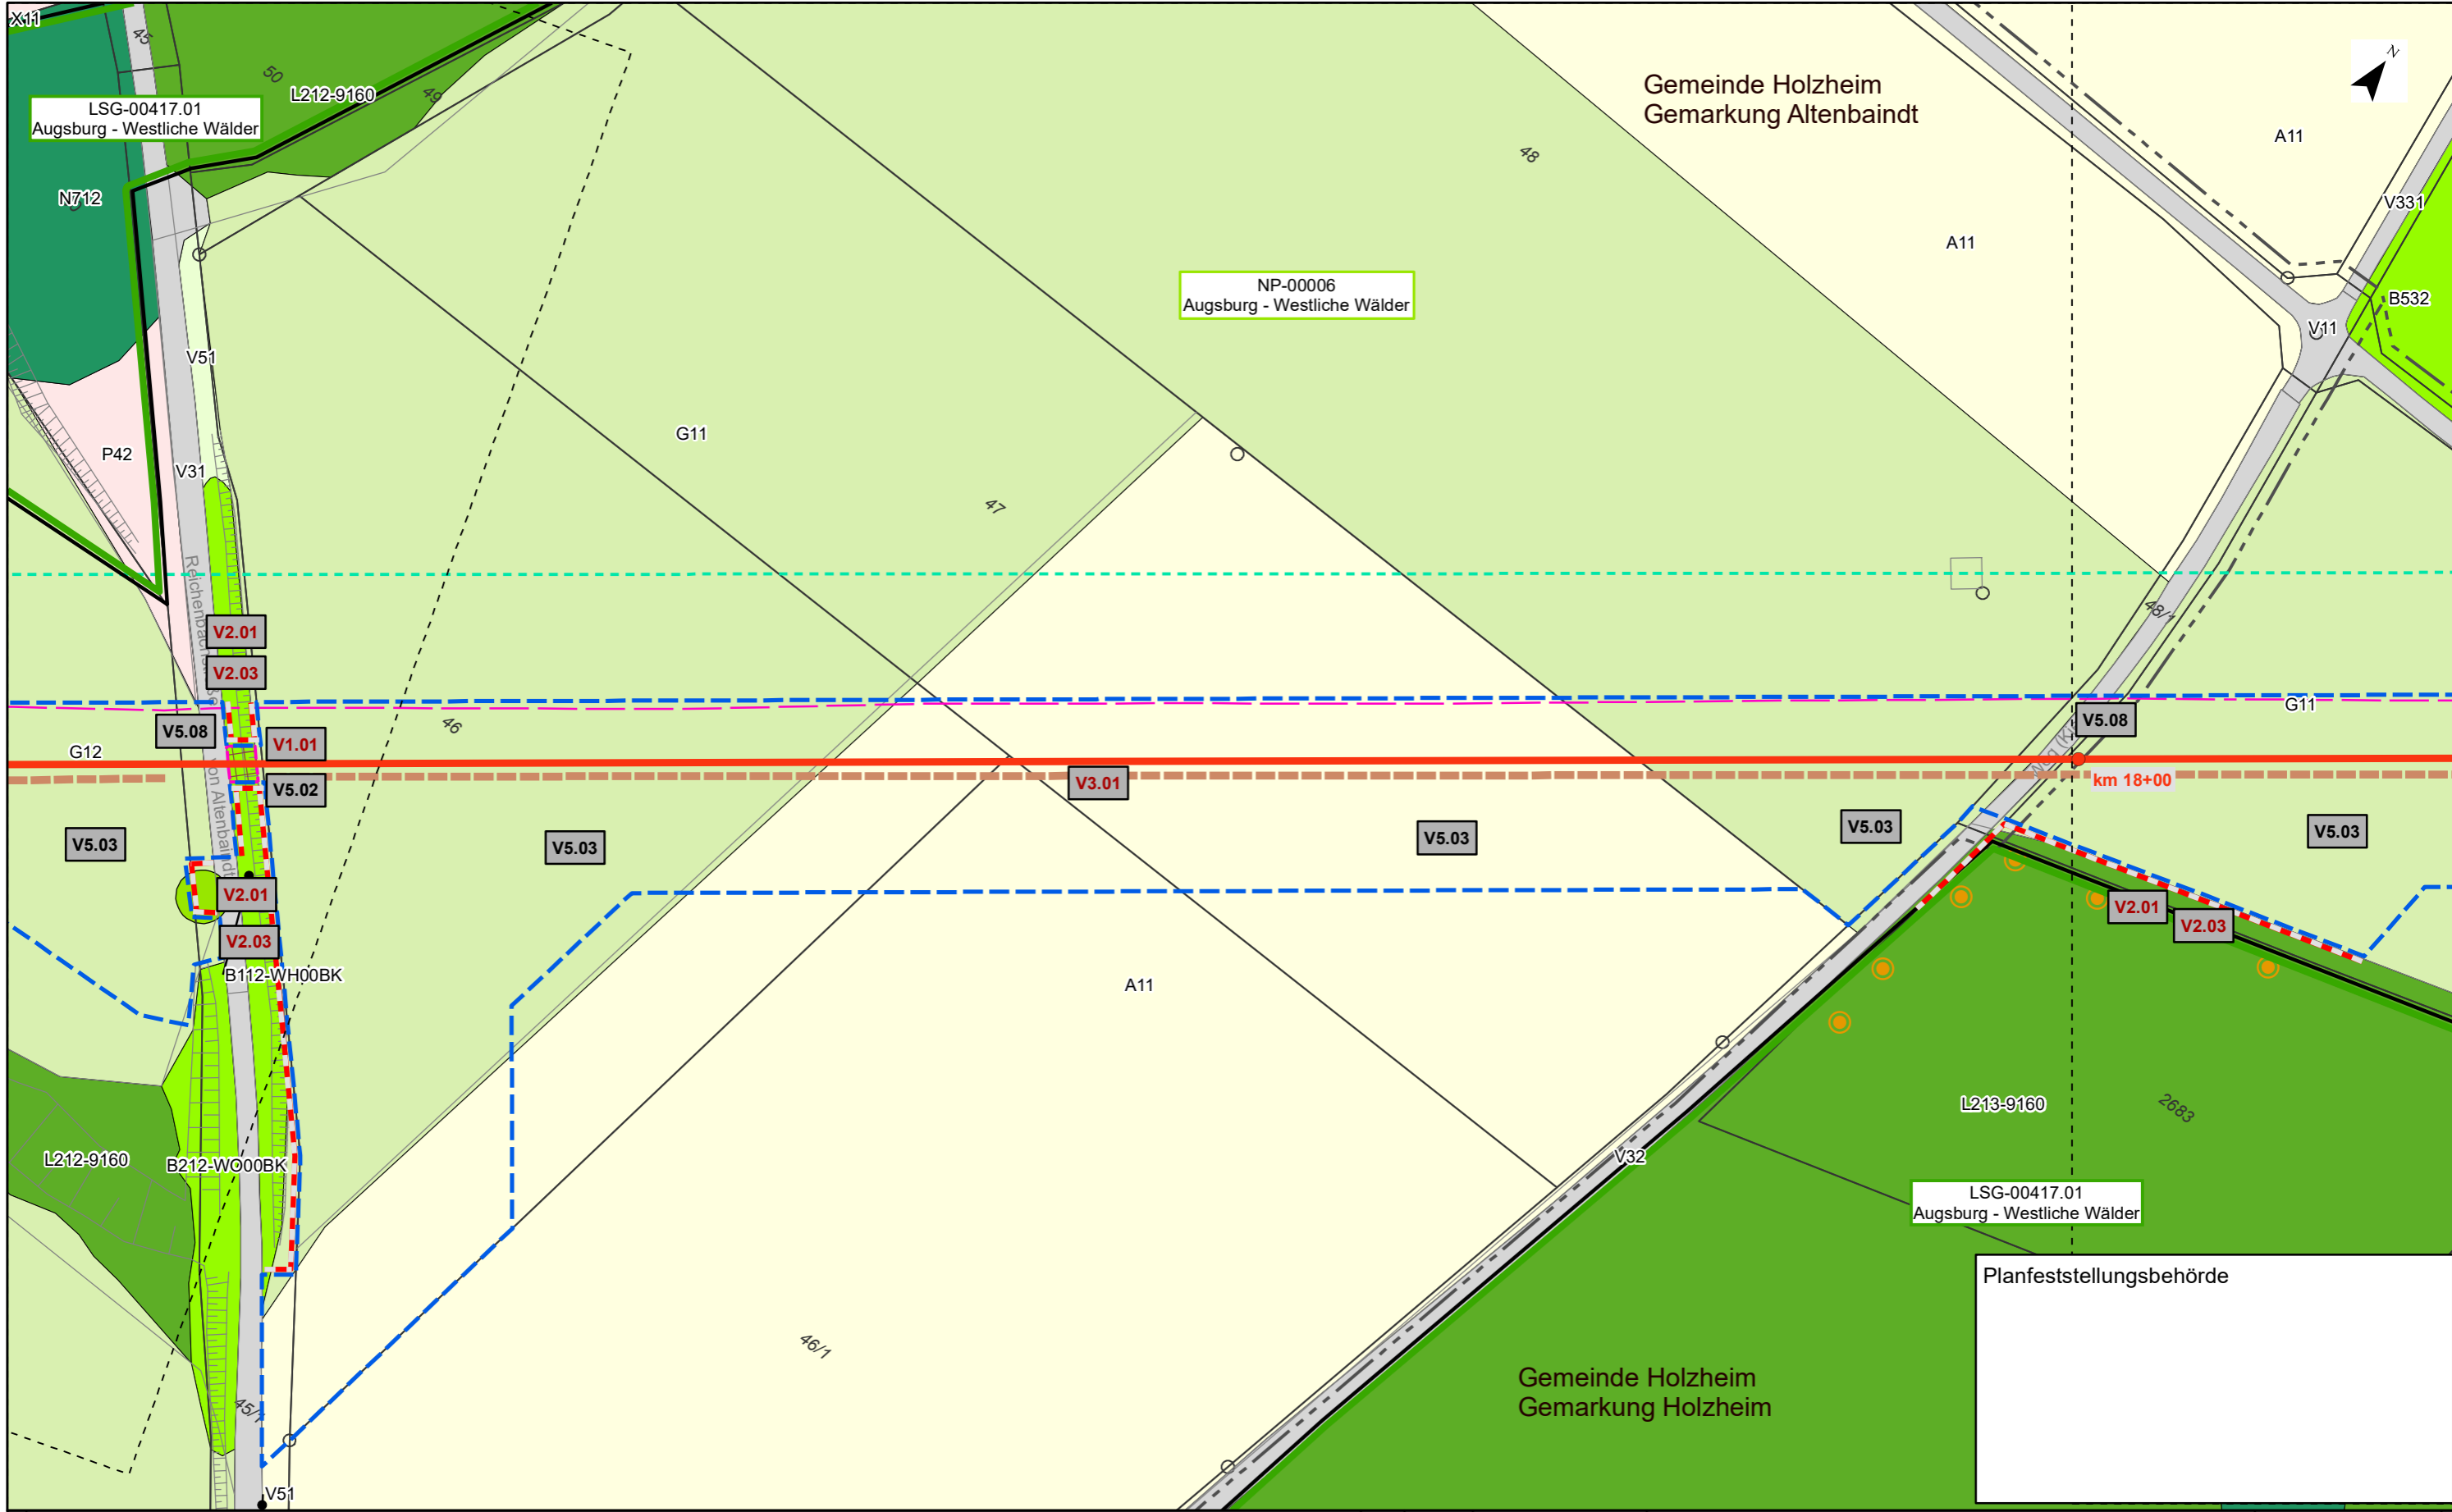 X11
45
50
L212-9160
49
LSG-00417.01
Augsburg - Westliche Wälder
N712
Gemeinde Holzheim
Gemarkung Altenbaindt
N
A11
48
V331
A11
NP-00006
Augsburg - Westliche Wälder
B532
V11
V51
G11
P42
V31
47
48/1
V2.01
V2.03
G11
V5.08
V5.08
46
V1.01
G12
V3.01
km 18+00
V5.02
V5.03
V5.03
V5.03
V5.03
V5.03
von Altenbaindt
V2.01
V2.01
V2.03
V2.03
B112-WH00BK
A11
L213-9160
2683
L212-9160
B212-WO00BK
V32
LSG-00417.01
Augsburg - Westliche Wälder
Planfeststellungsbehörde
46/1
Gemeinde Holzheim
Gemarkung Holzheim
45/1
V51